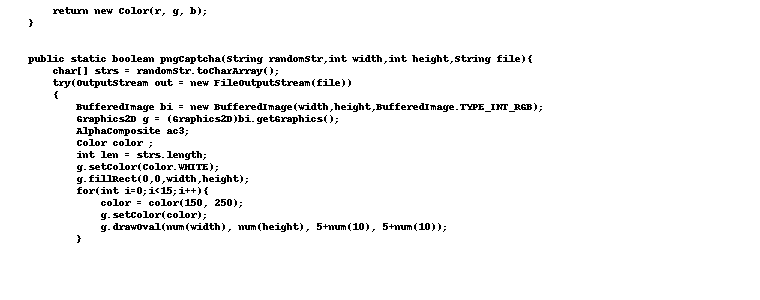 return new Color(r, g, b);
}
public static boolean pngCaptcha(String randomStr,int width,int height,String file){
char[] strs = randomStr.toCharArray();
try(OutputStream out = new FileOutputStream(file))
{
BufferedImage bi = new BufferedImage(width,height,BufferedImage.TYPE_INT_RGB);
Graphics2D g = (Graphics2D)bi.getGraphics();
AlphaComposite ac3;
Color color ;
int len = strs.length;
g.setColor(Color.WHITE);
g.fillRect(0,0,width,height);
for(int i=0;i<15;i++){
color = color(150, 250);
g.setColor(color);
g.drawOval(num(width), num(height), 5+num(10), 5+num(10));
}